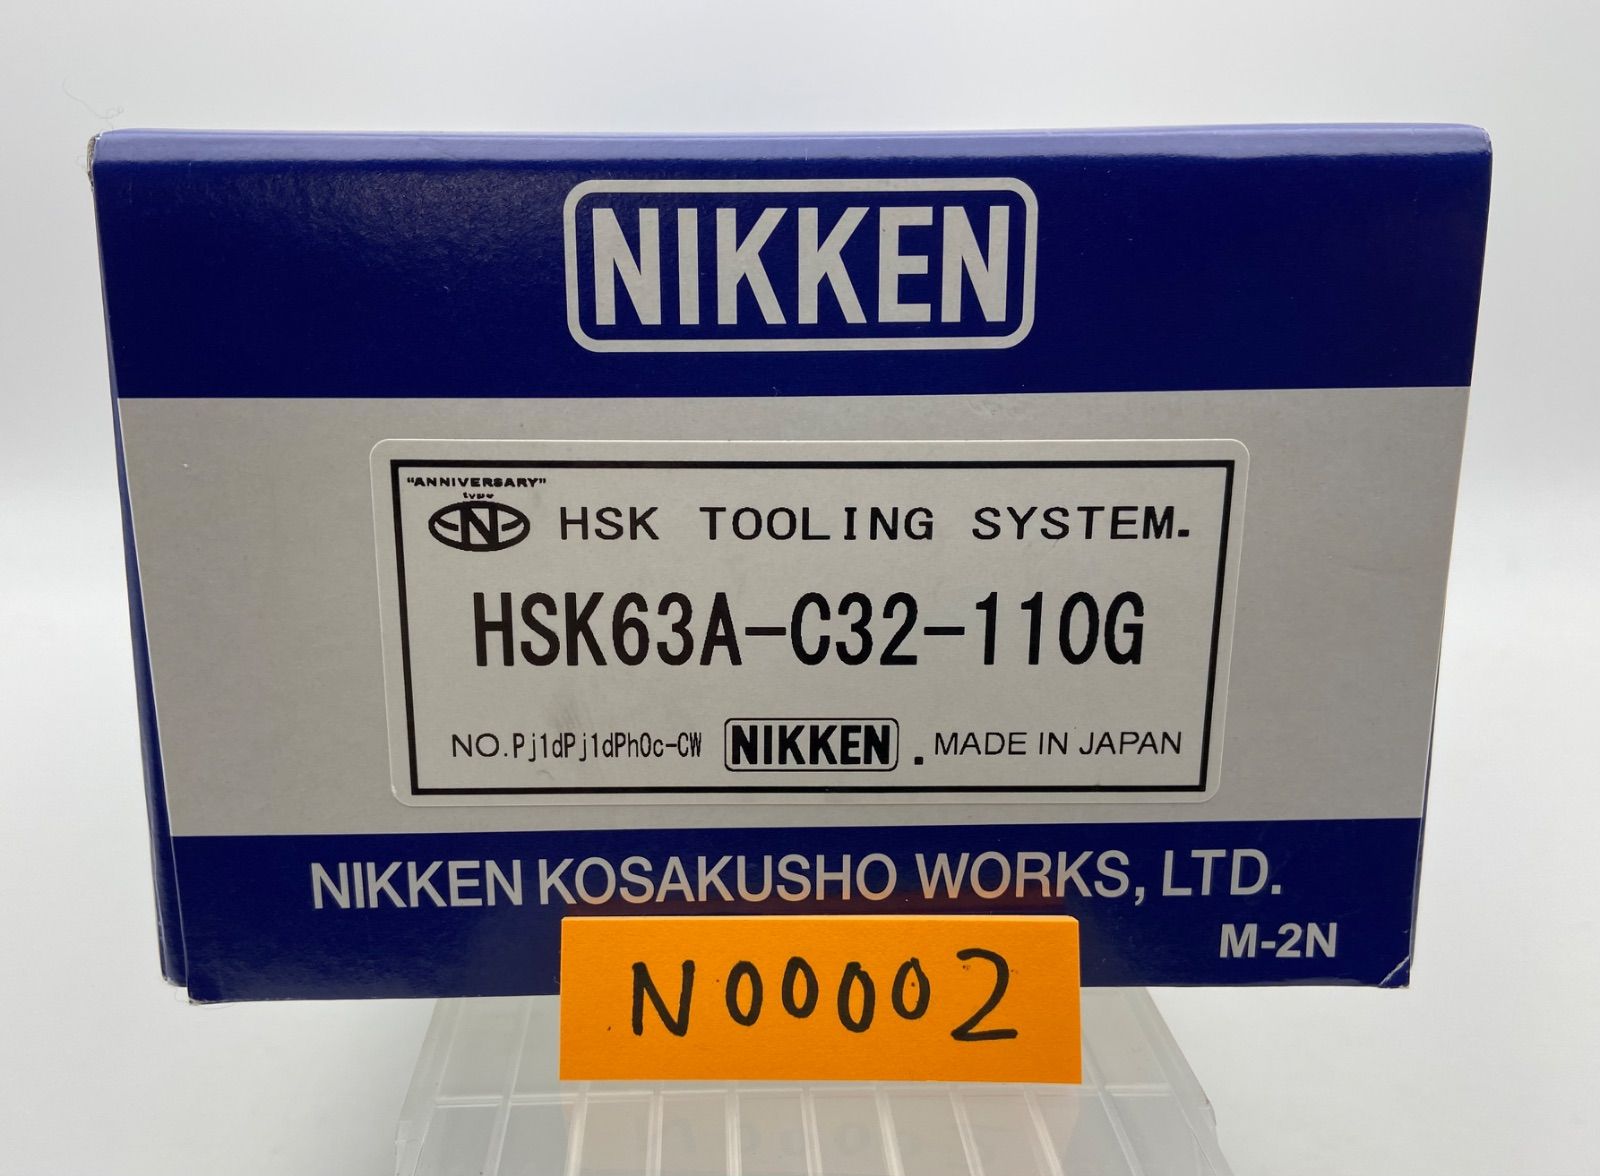 NIKKEN
"ANNIVERSARY"
type
N HSK TOOLING SYSTEM.
HSK63A-C32-110G
NO.Pj1dPj1dPh0c-CW NIKKEN . MADE IN JAPAN
NIKKEN KOSAKUSHO WORKS, LTD.
M-2N
N00002